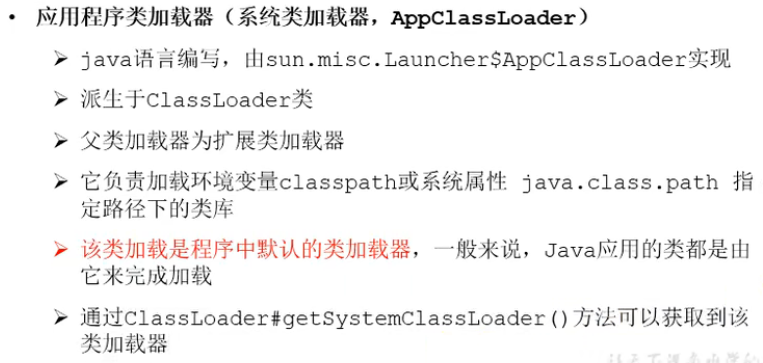 • 应用程序类加载器（系统类加载器，AppClassLoader）
➢ java语言编写，由sun.misc.Launcher$AppClassLoader实现
➢ 派生于ClassLoader类
➢ 父类加载器为扩展类加载器
➢ 它负责加载环境变量classpath或系统属性 java.class.path 指
定路径下的类库
➢ 该类加载是程序中默认的类加载器，一般来说，Java应用的类都是由
它来完成加载
➢ 通过ClassLoader#getSystemClassLoader()方法可以获取到该
类加载器